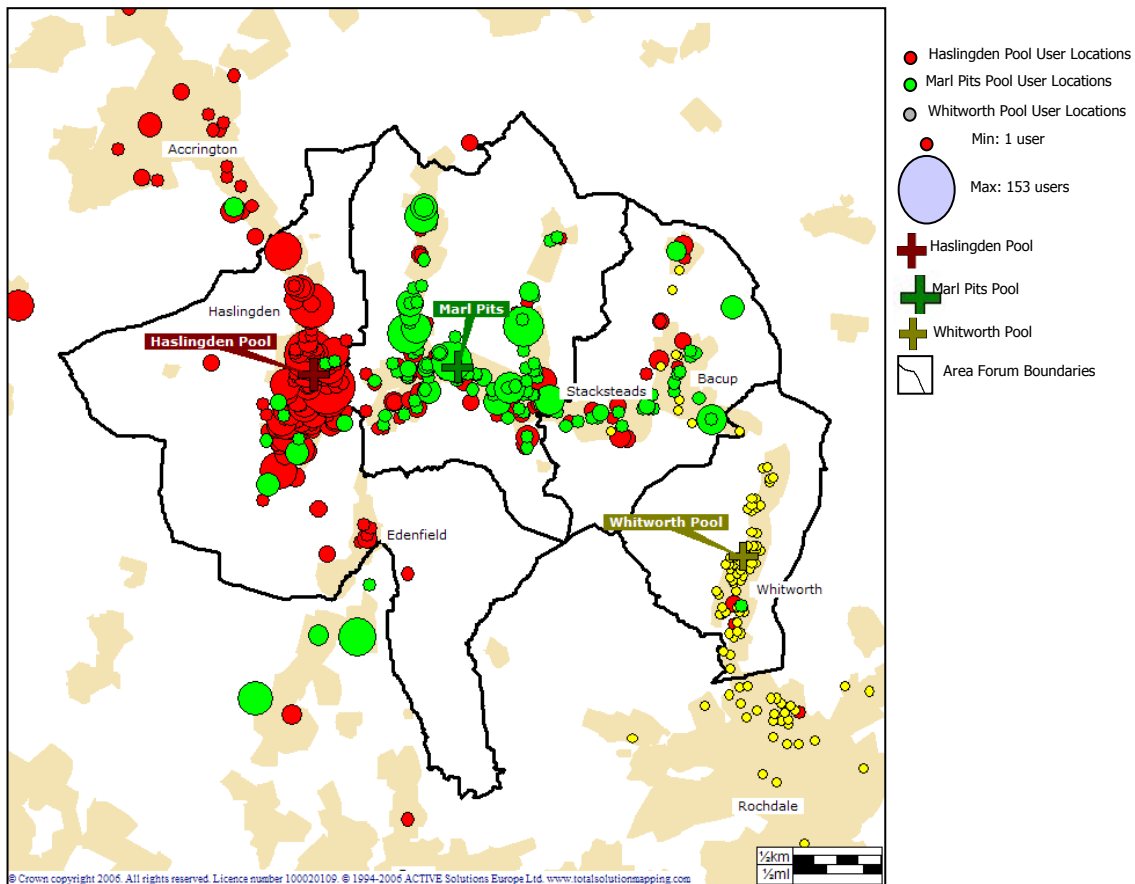 Accrington
Haslingden
Haslingden Pool
Marl Pits
Stacksteads
Bacup
Edenfield
Whitworth Pool
Whitworth
Rochdale
½km
½ml
© Crown copyright 2006. All rights reserved. Licence number 100020109. © 1994-2006 ACTIVE Solutions Europe Ltd. www.totalsolutionmapping.com
Haslingden Pool User Locations
Marl Pits Pool User Locations
Whitworth Pool User Locations
Min: 1 user
Max: 153 users
Haslingden Pool
Marl Pits Pool
Whitworth Pool
Area Forum Boundaries